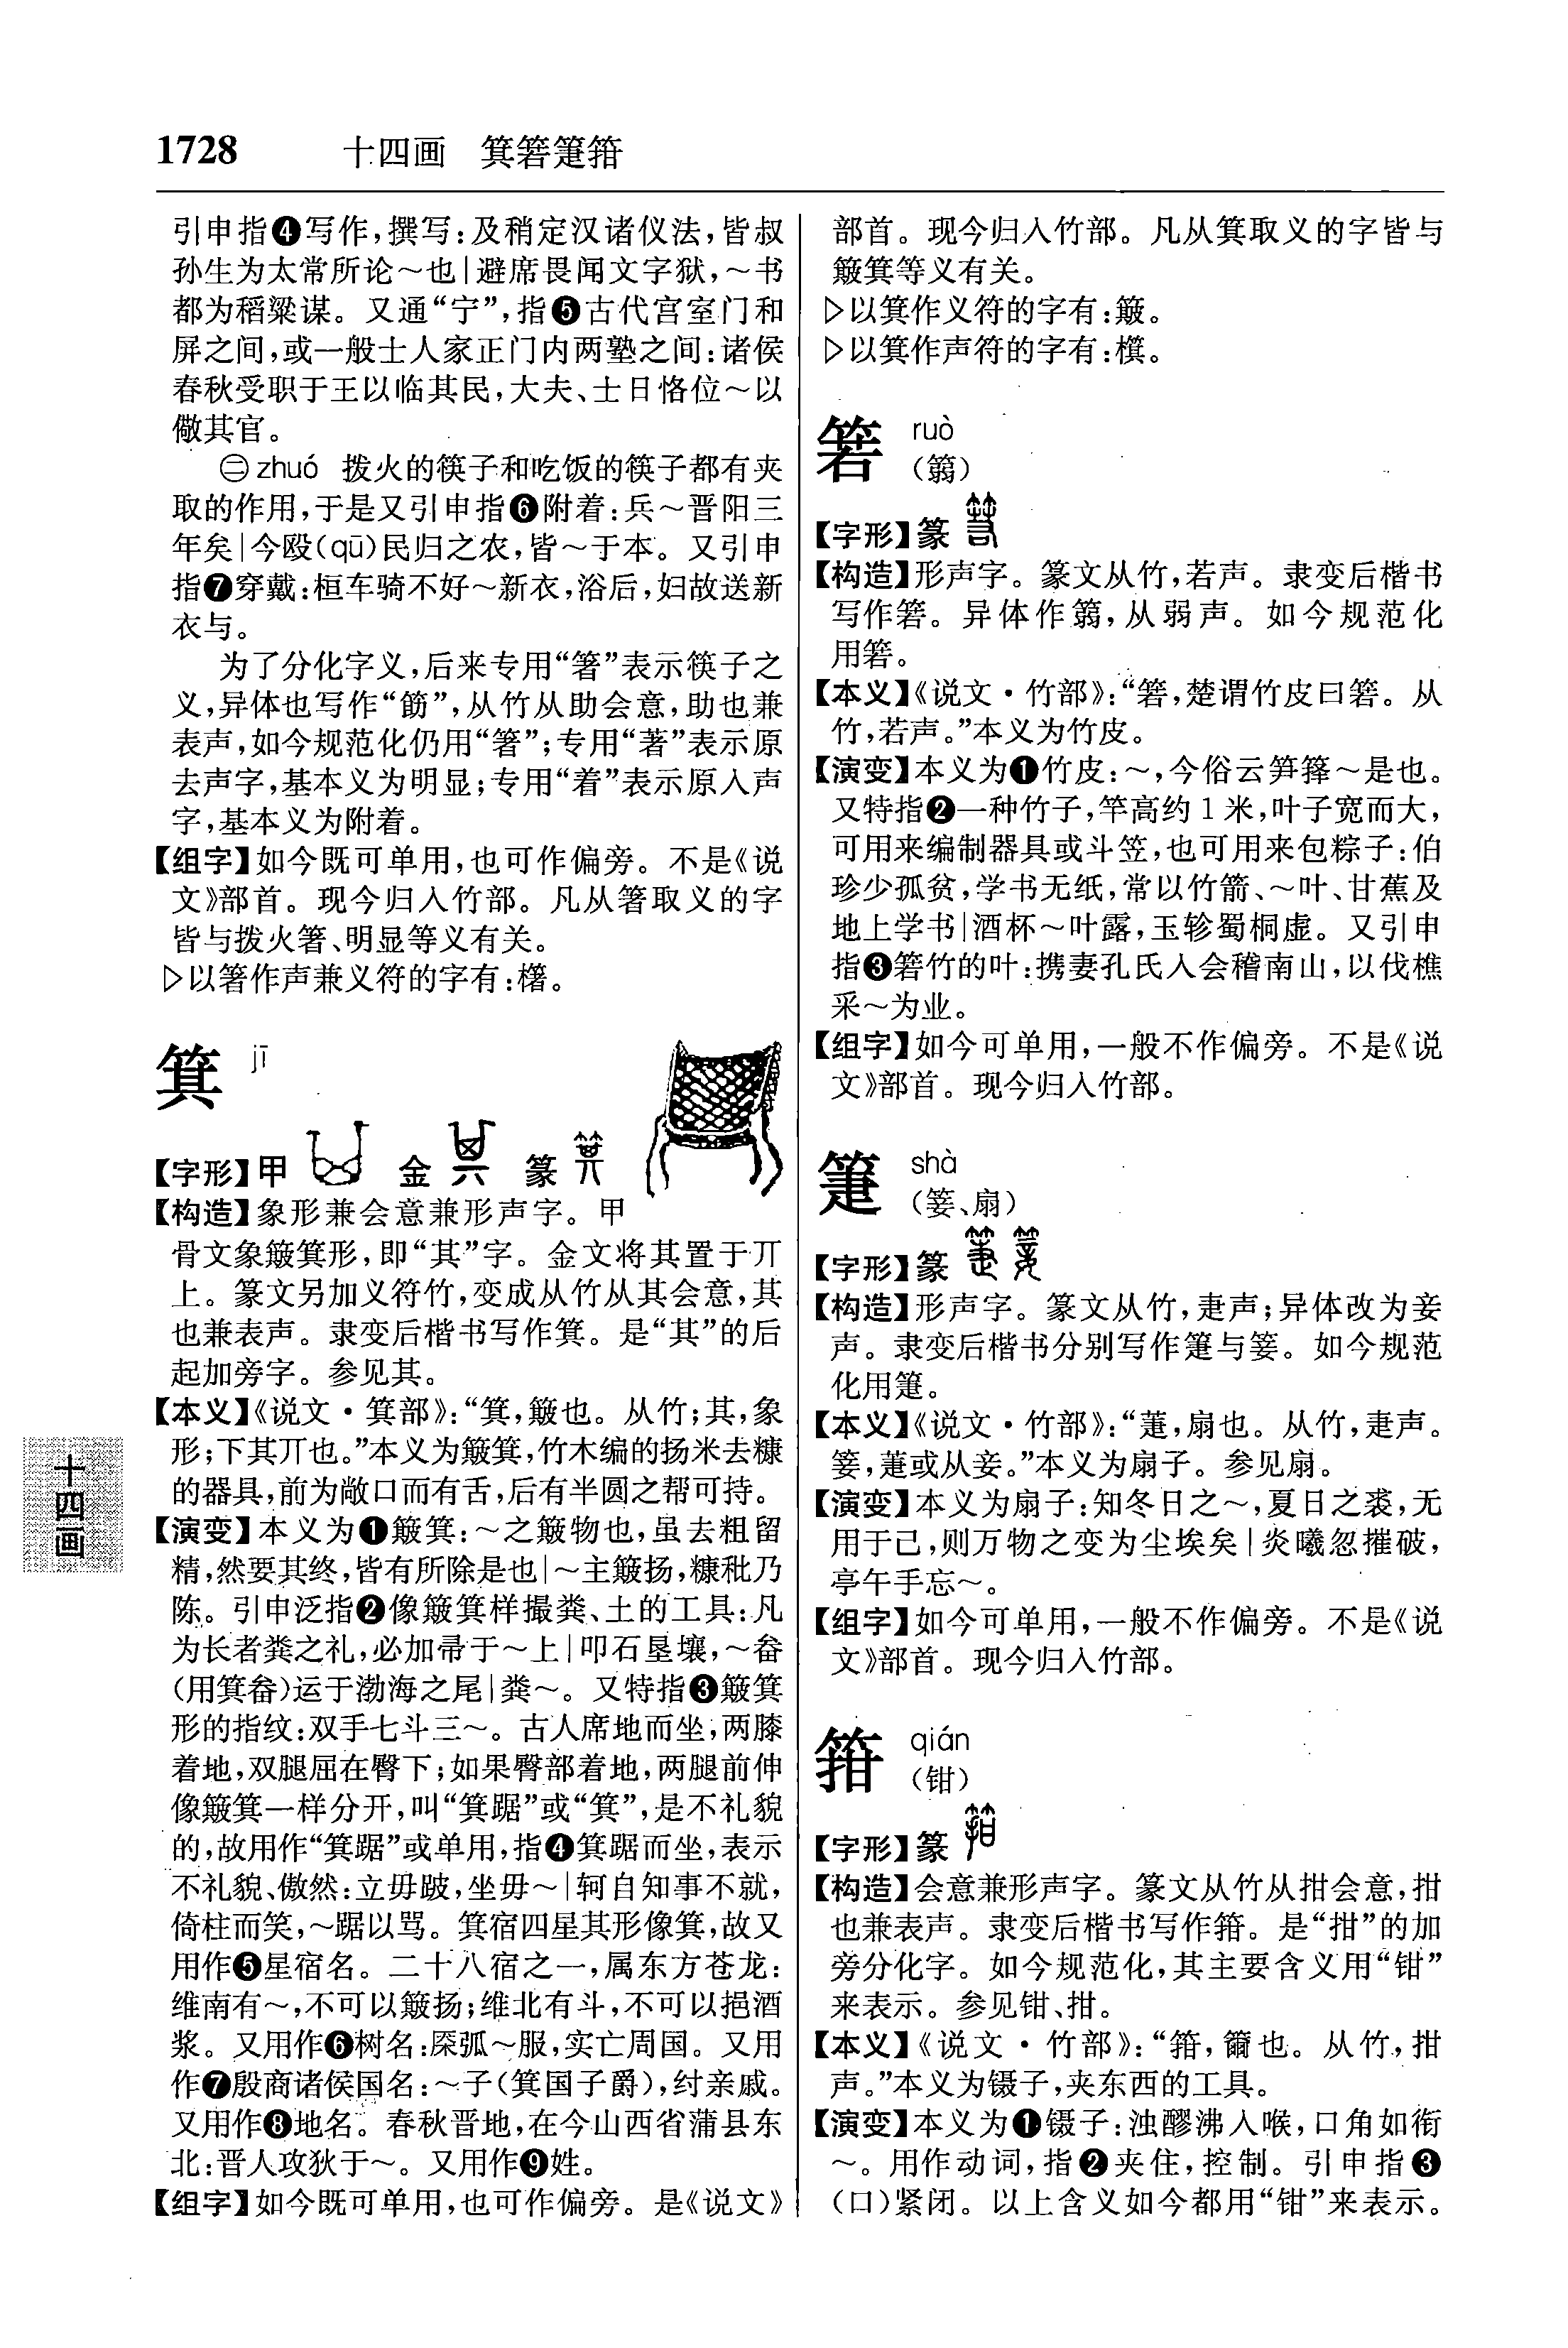 1728 十四画 箕箬箑箝
引申指❹写作,撰写:及稍定汉诸仪法,皆叔
孙生为太常所论～也|避席畏闻文字狱,～书
都为稻粱谋。又通“宁”,指❺古代宫室门和
屏之间,或一般士人家正门内两塾之间:诸侯
春秋受职于王以临其民,大夫、士日恪位～以
儆其官。
㊁zhuó 拨火的筷子和吃饭的筷子都有夹
取的作用,于是又引申指❻附着:兵～晋阳三
年矣|今殴(qū)民归之农,皆～于本。又引申
指❼穿戴:桓车骑不好～新衣,浴后,妇故送新
衣与。
为了分化字义,后来专用“箸”表示筷子之
义,异体也写作“筯”,从竹从助会意,助也兼
表声,如今规范化仍用“箸”;专用“著”表示原
去声字,基本义为明显;专用“着”表示原入声
字,基本义为附着。
【组字】如今既可单用,也可作偏旁。不是《说
文》部首。现今归入竹部。凡从箸取义的字
皆与拨火箸、明显等义有关。
▷以箸作声兼义符的字有:櫡。
箕 jī
【字形】甲 金 篆
【构造】象形兼会意兼形声字。甲
骨文象簸箕形,即“其”字。金文将其置于丌
上。篆文另加义符竹,变成从竹从其会意,其
也兼表声。隶变后楷书写作箕。是“其”的后
起加旁字。参见其。
【本义】《说文·箕部》:“箕,簸也。从竹;其,象
形;下其丌也。”本义为簸箕,竹木编的扬米去糠
的器具,前为敞口而有舌,后有半圆之帮可持。
【演变】本义为❶簸箕:～之簸物也,虽去粗留
精,然要其终,皆有所除是也|～主簸扬,糠秕乃
陈。引申泛指❷像簸箕样撮粪、土的工具:凡
为长者粪之礼,必加帚于～上|叩石垦壤,～畚
(用箕畚)运于渤海之尾|粪～。又特指❸簸箕
形的指纹:双手七斗三～。古人席地而坐,两膝
着地,双腿屈在臀下;如果臀部着地,两腿前伸
像簸箕一样分开,叫“箕踞”或“箕”,是不礼貌
的,故用作“箕踞”或单用,指❹箕踞而坐,表示
不礼貌、傲然:立毋跛,坐毋～|轲自知事不就,
倚柱而笑,～踞以骂。箕宿四星其形像箕,故又
用作❺星宿名。二十八宿之一,属东方苍龙:
维南有～,不可以簸扬;维北有斗,不可以挹酒
浆。又用作❻树名:檿弧～服,实亡周国。又用
作❼殷商诸侯国名:～子(箕国子爵),纣亲戚。
又用作❽地名。春秋晋地,在今山西省蒲县东
北:晋人攻狄于～。又用作❾姓。
【组字】如今既可单用,也可作偏旁。是《说文》
部首。现今归入竹部。凡从箕取义的字皆与
簸箕等义有关。
▷以箕作义符的字有:簸。
▷以箕作声符的字有:檱。
箬 ruò
(篛)
【字形】篆
【构造】形声字。篆文从竹,若声。隶变后楷书
写作箬。异体作篛,从弱声。如今规范化
用箬。
【本义】《说文·竹部》:“箬,楚谓竹皮曰箬。从
竹,若声。”本义为竹皮。
【演变】本义为❶竹皮:～,今俗云笋箨～是也。
又特指❷一种竹子,竿高约1米,叶子宽而大,
可用来编制器具或斗笠,也可用来包粽子:伯
珍少孤贫,学书无纸,常以竹箭、～叶、甘蕉及
地上学书|酒杯～叶露,玉轸蜀桐虚。又引申
指❸箬竹的叶:携妻孔氏入会稽南山,以伐樵
采～为业。
【组字】如今可单用,一般不作偏旁。不是《说
文》部首。现今归入竹部。
箑 shà
(篓、扇)
【字形】篆
【构造】形声字。篆文从竹,疌声;异体改为妾
声。隶变后楷书分别写作箑与䈉。如今规范
化用箑。
【本义】《说文·竹部》:“箑,扇也。从竹,疌声。
䈉,箑或从妾。”本义为扇子。参见扇。
【演变】本义为扇子:知冬日之～,夏日之裘,无
用于己,则万物之变为尘埃矣|炎曦忽摧破,
亭午手忘～。
【组字】如今可单用,一般不作偏旁。不是《说
文》部首。现今归入竹部。
箝 qián
(钳)
【字形】篆
【构造】会意兼形声字。篆文从竹从拑会意,拑
也兼表声。隶变后楷书写作箝。是“拑”的加
旁分化字。如今规范化,其主要含义用“钳”
来表示。参见钳、拑。
【本义】《说文·竹部》:“箝,籋也。从竹,拑
声。”本义为镊子,夹东西的工具。
【演变】本义为❶镊子:浊醪沸入喉,口角如衔
～。用作动词,指❷夹住,控制。引申指❸
(口)紧闭。以上含义如今都用“钳”来表示。
十四画